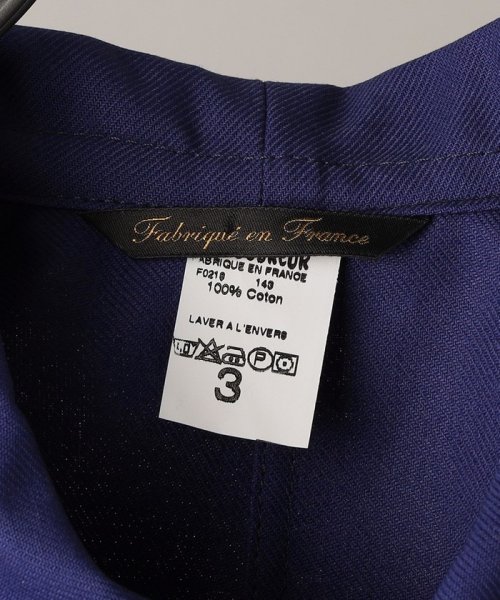 Fabriqué en France
FABRIQUE EN FRANCE
F0218 143
100% Coton
LAVER A L'ENVERS
3